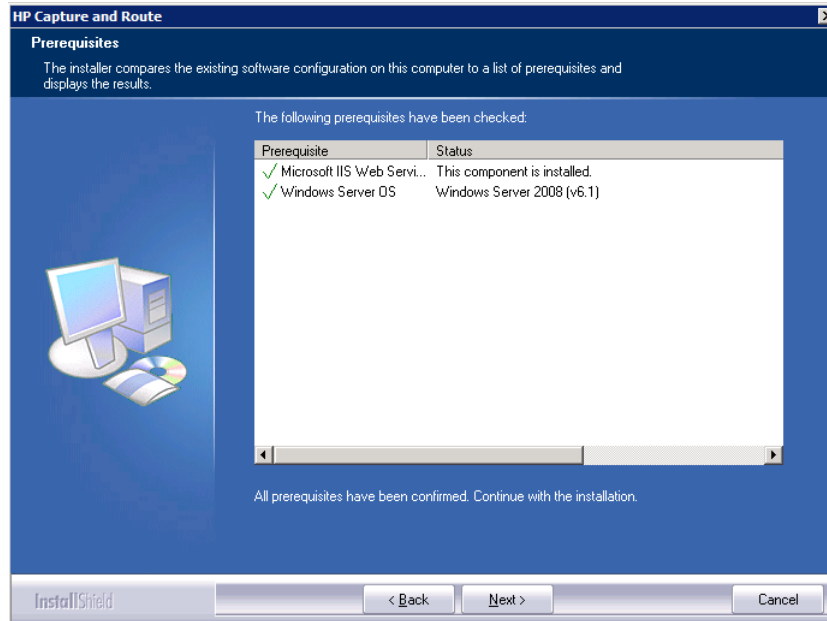 HP Capture and Route
Prerequisites
The installer compares the existing software configuration on this computer to a list of prerequisites and
displays the results.
The following prerequisites have been checked:
Prerequisite Status
Microsoft IIS Web Servi... This component is installed.
Windows Server OS Windows Server 2008 (v6.1)
All prerequisites have been confirmed. Continue with the installation.
InstallShield
< Back Next > Cancel